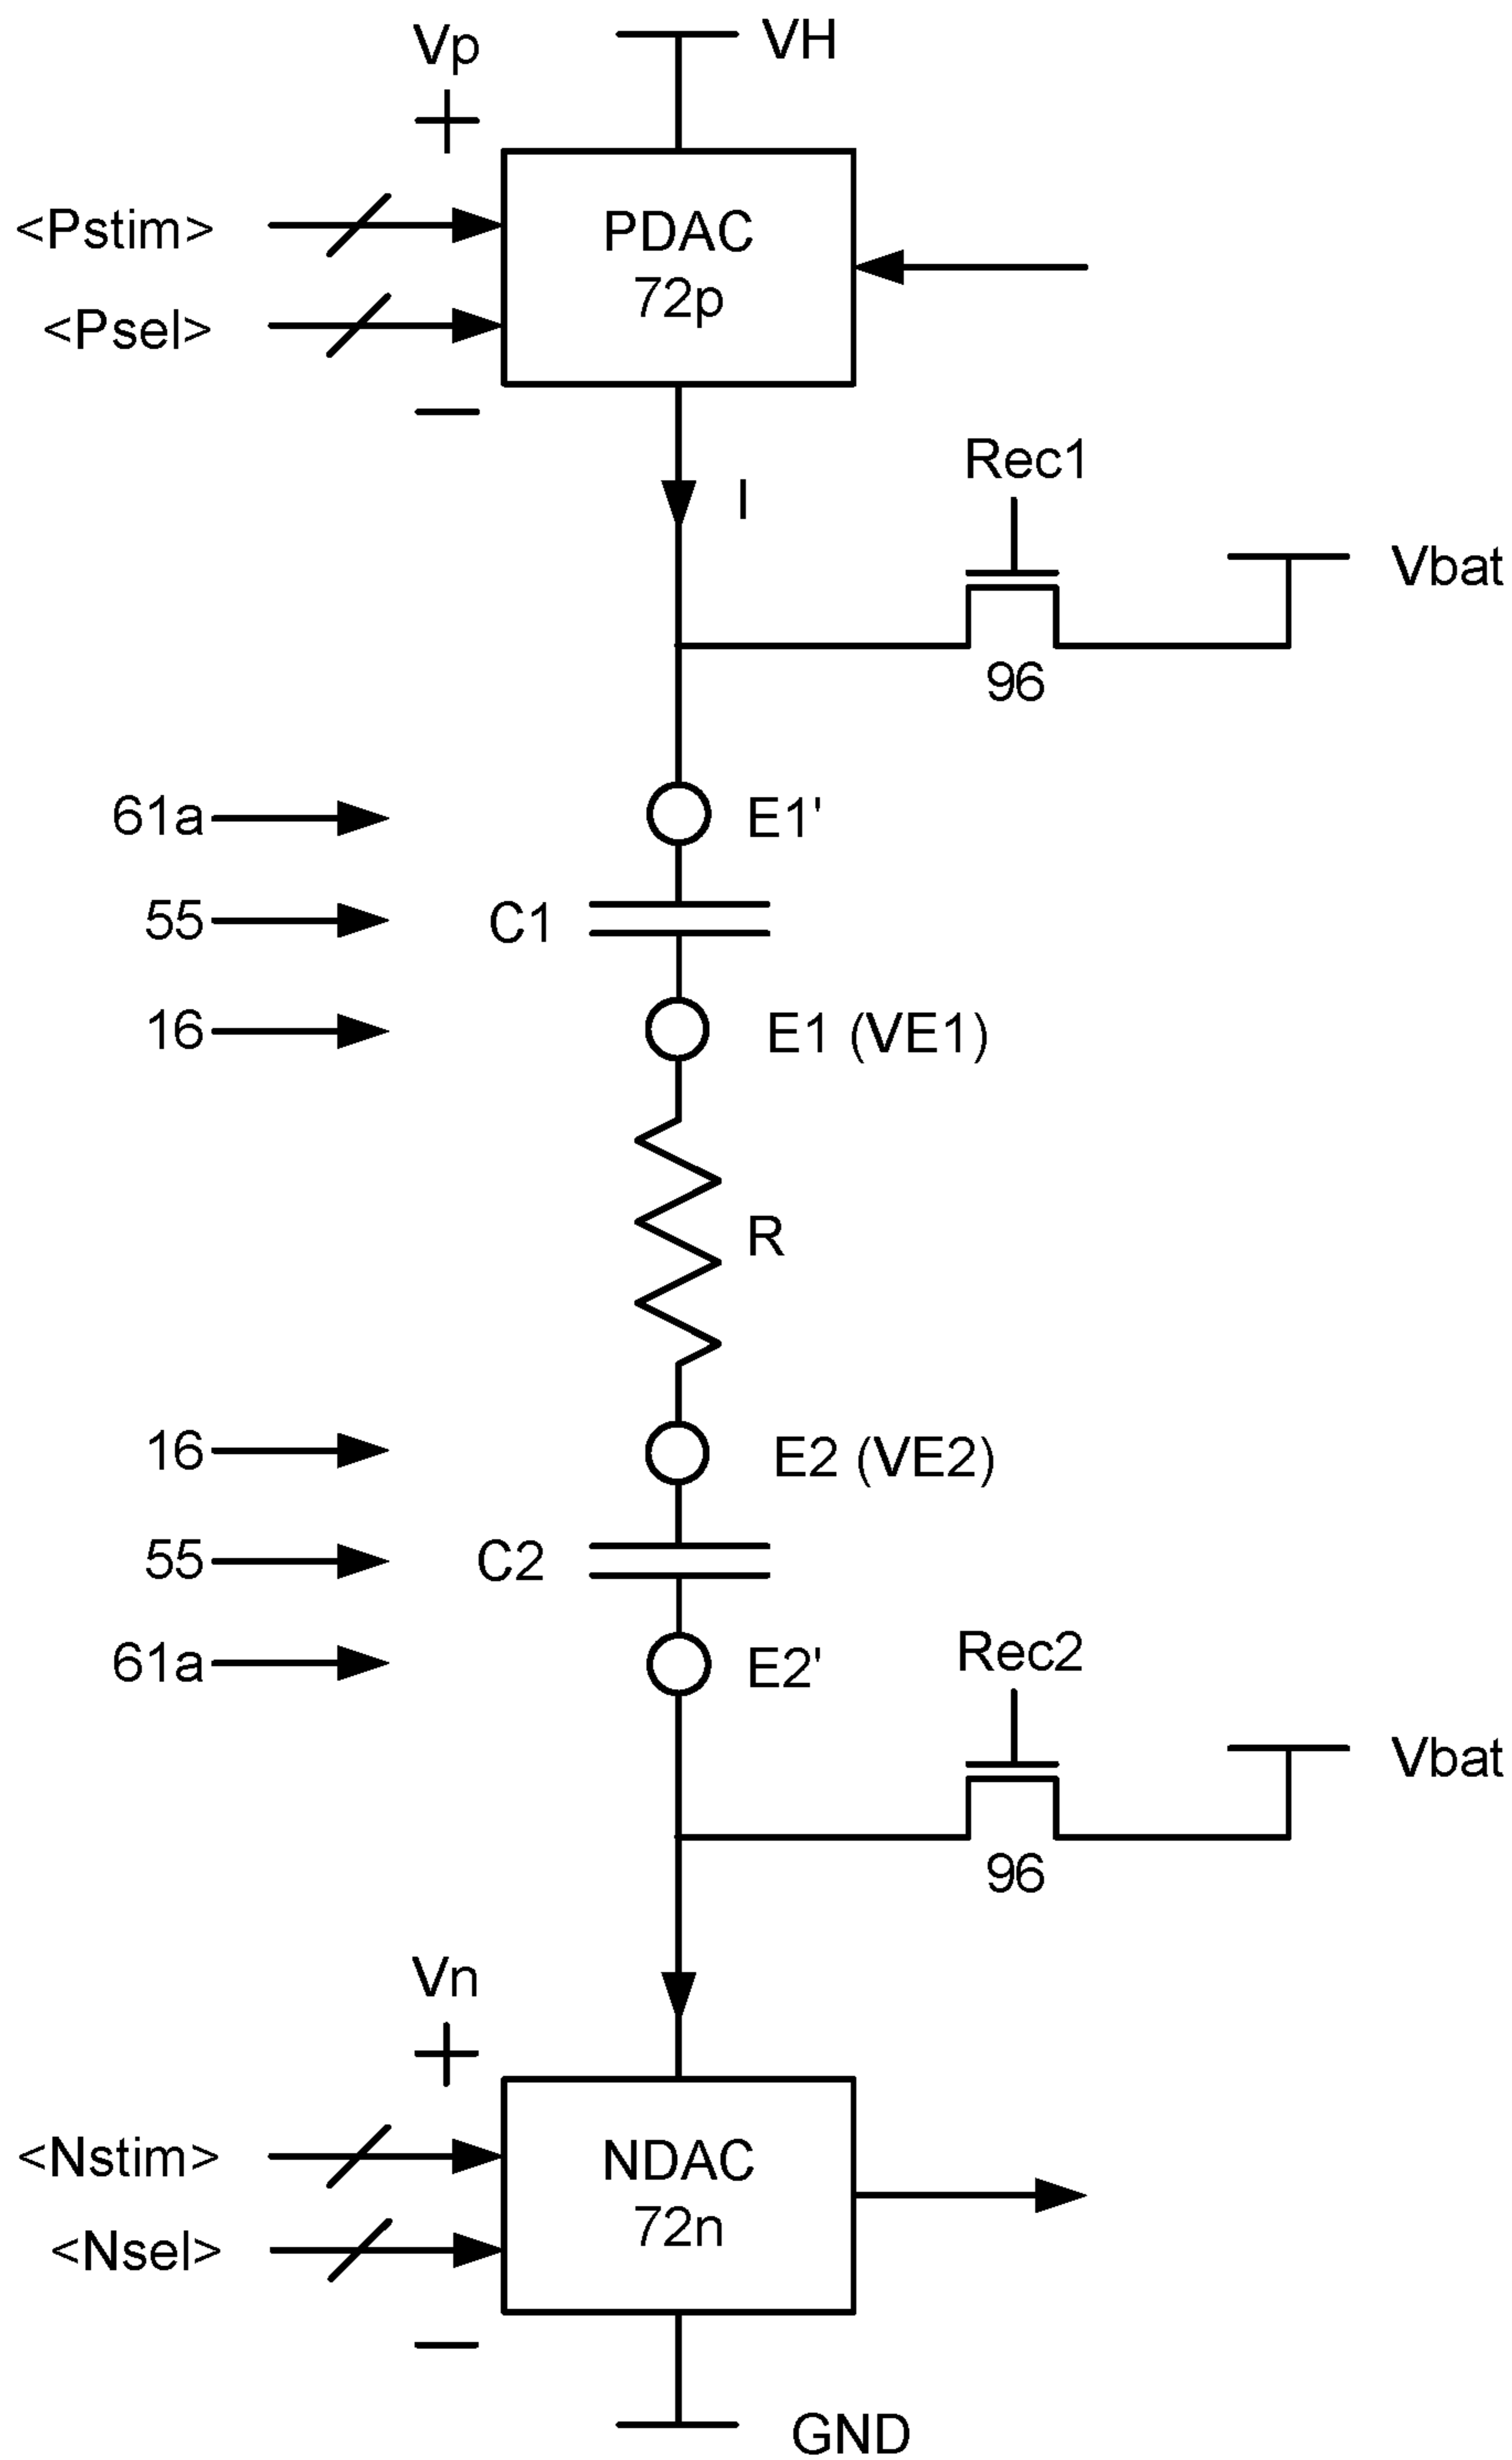 Vp
VH
+
<Pstim>
PDAC
72p
<Psel>
–
I
Rec1
Vbat
96
61a
E1'
55
C1
16
E1 (VE1)
R
16
E2 (VE2)
55
C2
61a
E2'
Rec2
Vbat
96
Vn
+
<Nstim>
NDAC
72n
<Nsel>
–
GND